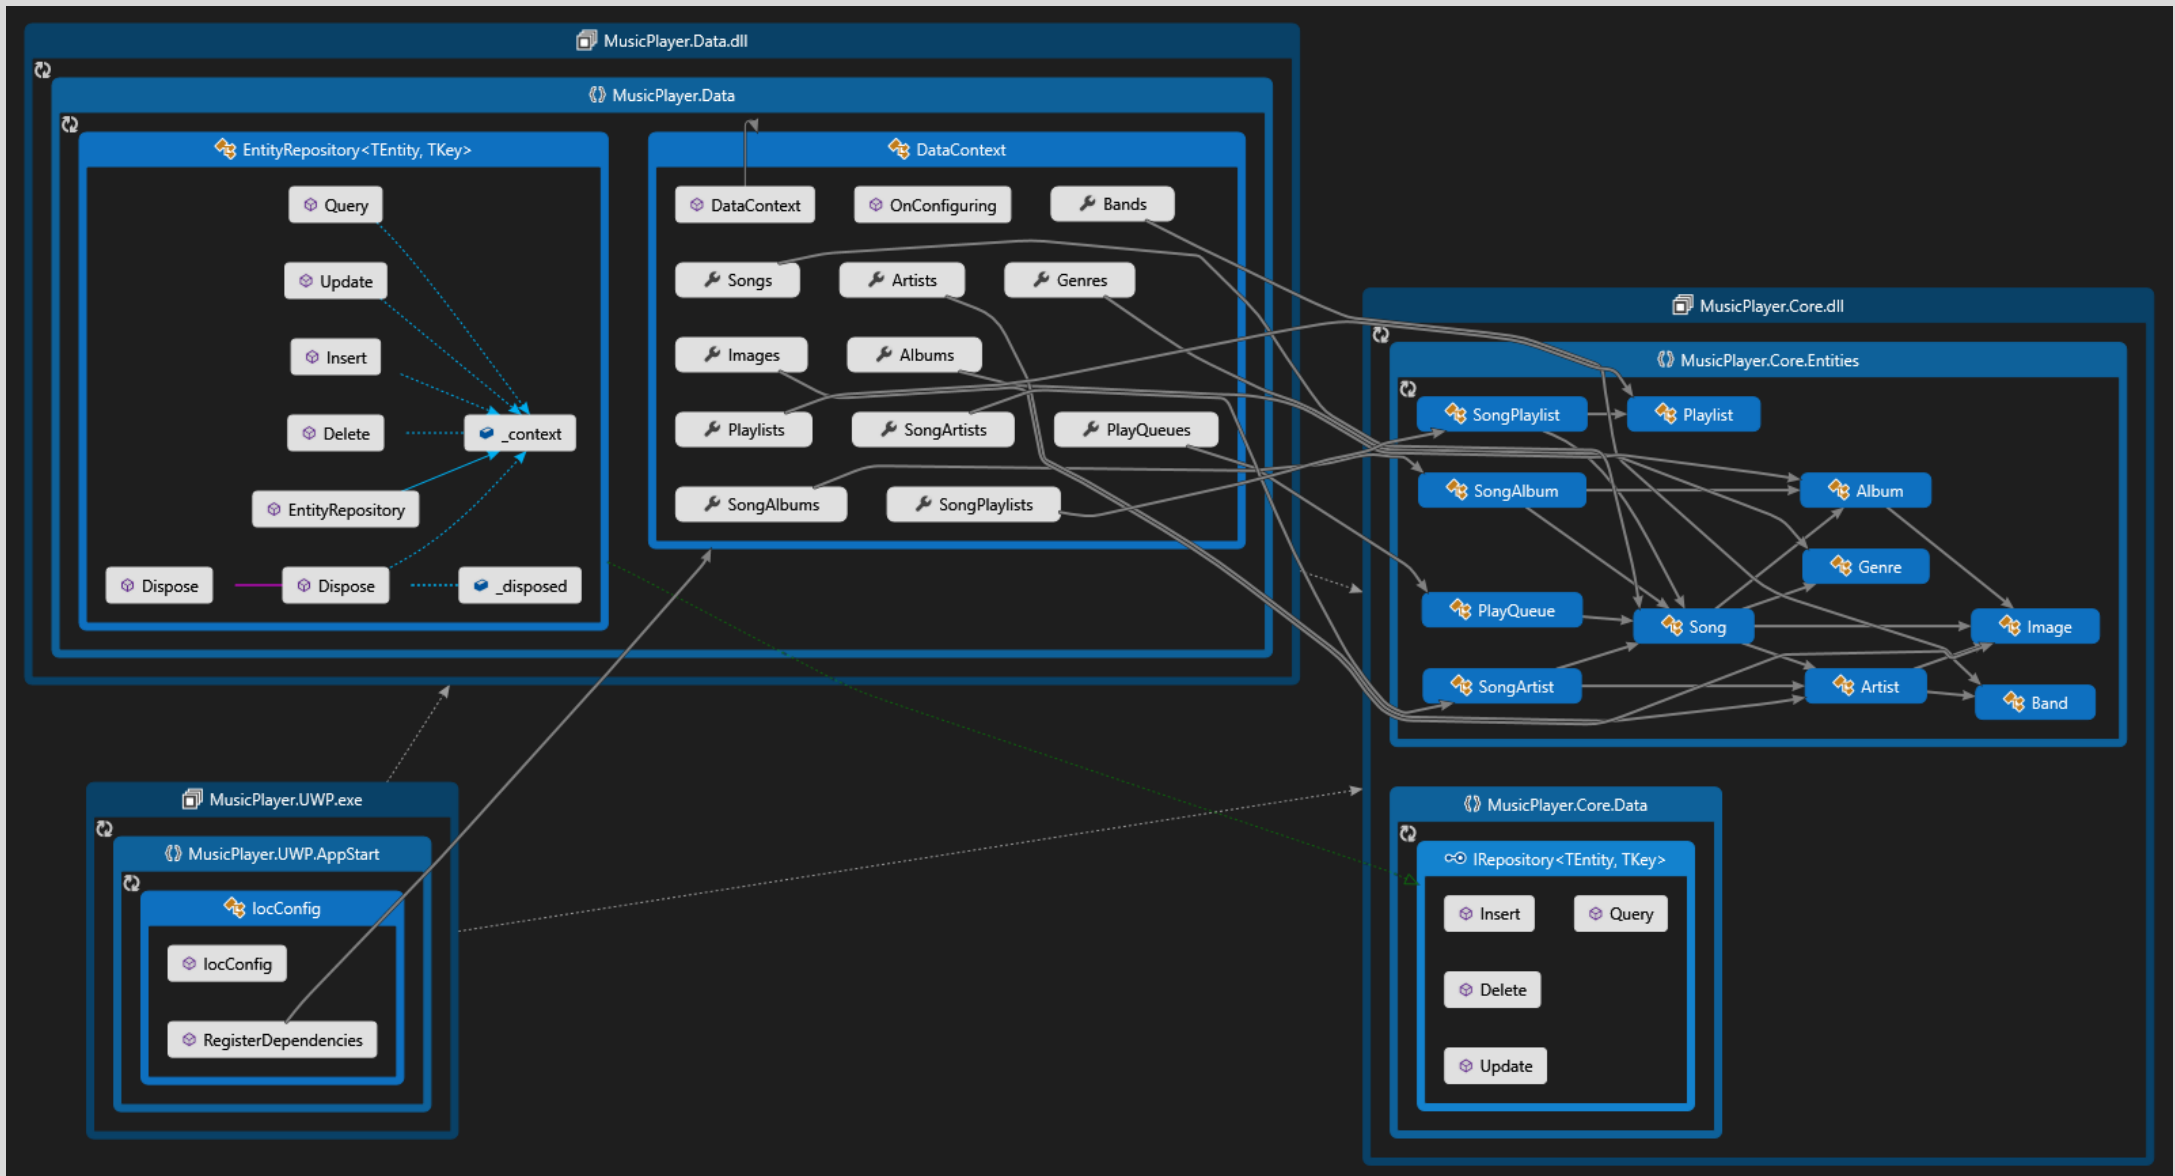 MusicPlayer.Data.dll
MusicPlayer.Data
EntityRepository<TEntity, TKey>
Query
Update
Insert
Delete
_context
EntityRepository
Dispose
Dispose
_disposed
DataContext
DataContext
OnConfiguring
Bands
Songs
Artists
Genres
Images
Albums
Playlists
SongArtists
PlayQueues
SongAlbums
SongPlaylists
MusicPlayer.Core.dll
MusicPlayer.Core.Entities
SongPlaylist
Playlist
SongAlbum
Album
Genre
PlayQueue
Song
Image
SongArtist
Artist
Band
MusicPlayer.UWP.exe
MusicPlayer.UWP.AppStart
IocConfig
IocConfig
RegisterDependencies
MusicPlayer.Core.Data
IRepository<TEntity, TKey>
Insert
Query
Delete
Update